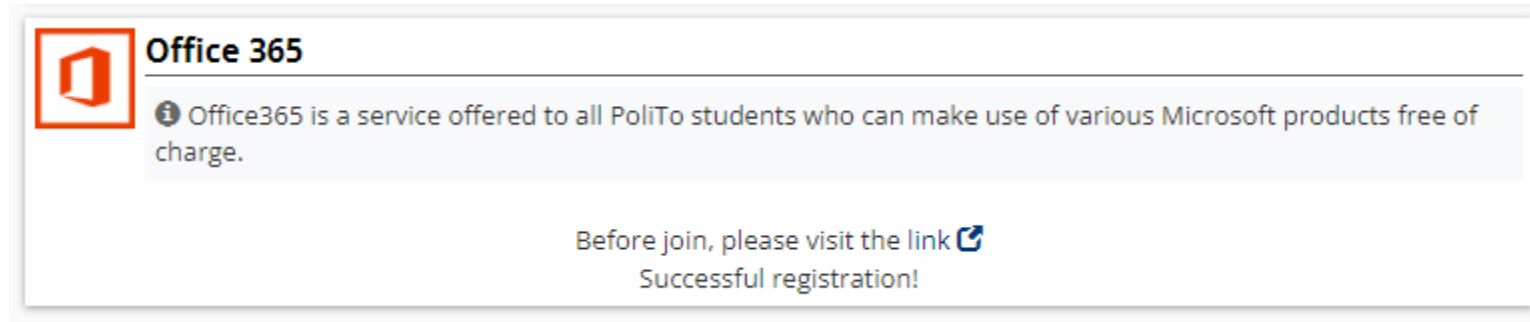 Office 365
Office365 is a service offered to all PoliTo students who can make use of various Microsoft products free of
charge.
Before join, please visit the link
Successful registration!